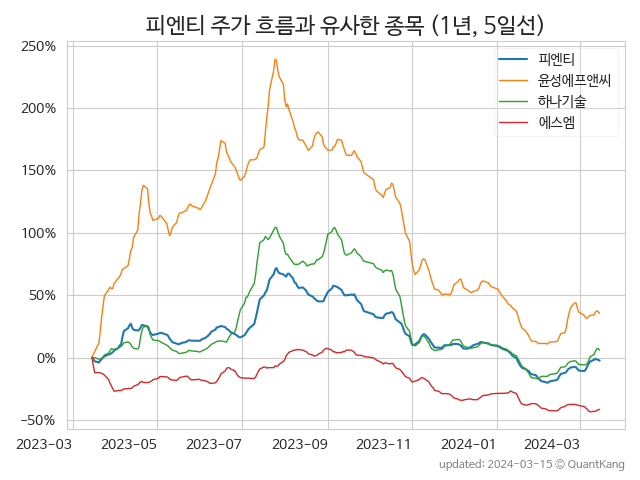 피엔티 주가 흐름과 유사한 종목 (1년, 5일선)
250%
200%
150%
100%
50%
0%
−50%
피엔티
윤성에프앤씨
하나기술
에스엠
2023-03
2023-05
2023-07
2023-09
2023-11
2024-01
2024-03
updated: 2024-03-15 © QuantKang